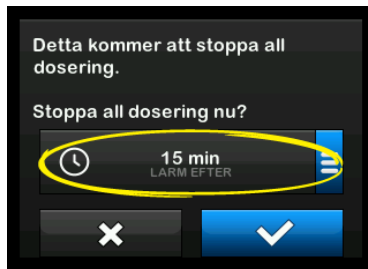 Detta kommer att stoppa all
dosering.
Stoppa all dosering nu?
15 min
LARM EFTER